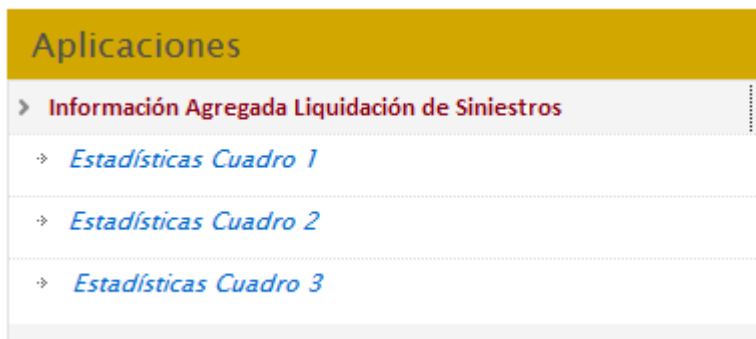 Aplicaciones
Información Agregada Liquidación de Siniestros
Estadísticas Cuadro 1
Estadísticas Cuadro 2
Estadísticas Cuadro 3